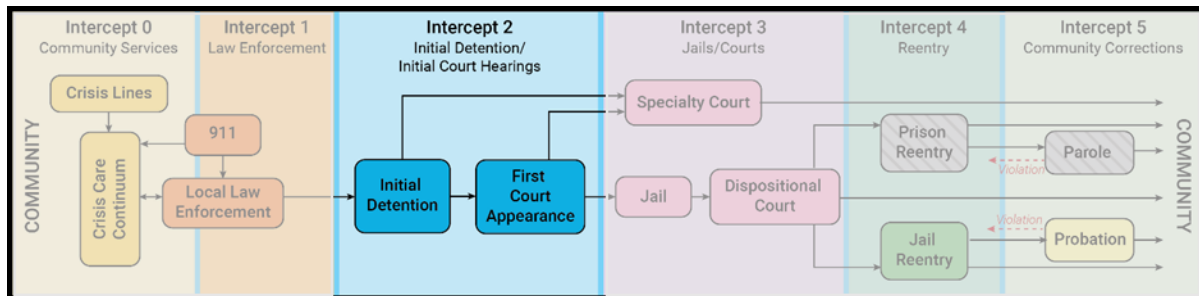 Intercept 0
Community Services
Intercept 1
Law Enforcement
Intercept 2
Initial Detention/
Initial Court Hearings
Intercept 3
Jails/Courts
Intercept 4
Reentry
Intercept 5
Community Corrections
COMMUNITY
Crisis Lines
Crisis Care
Continuum
911
Local Law
Enforcement
Initial
Detention
First
Court
Appearance
Specialty Court
Jail
Dispositional
Court
Prison
Reentry
Violation
Parole
Jail
Reentry
Violation
Probation
COMMUNITY